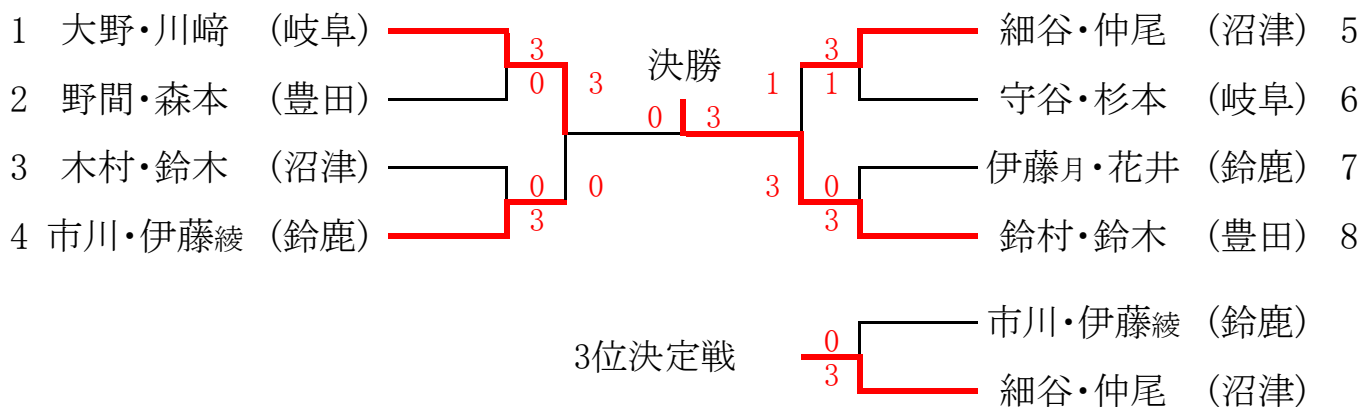 1 大野・川﨑 (岐阜)
3
0
2 野間・森本 (豊田)
3
3 木村・鈴木 (沼津)
0
3
4 市川・伊藤綾 (鈴鹿)
0
決勝
0 3
細谷・仲尾 (沼津) 5
3
1
守谷・杉本 (岐阜) 6
1
伊藤月・花井 (鈴鹿) 7
0
3
鈴村・鈴木 (豊田) 8
3
3位決定戦
市川・伊藤綾 (鈴鹿)
0
3
細谷・仲尾 (沼津)